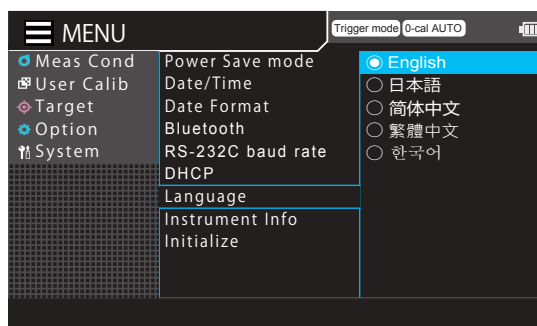 MENU
Trigger mode 0-cal AUTO
Meas Cond
User Calib
Target
Option
System
Power Save mode
Date/Time
Date Format
Bluetooth
RS-232C baud rate
DHCP
Language
Instrument Info
Initialize
English
日本語
简体中文
繁體中文
한국어